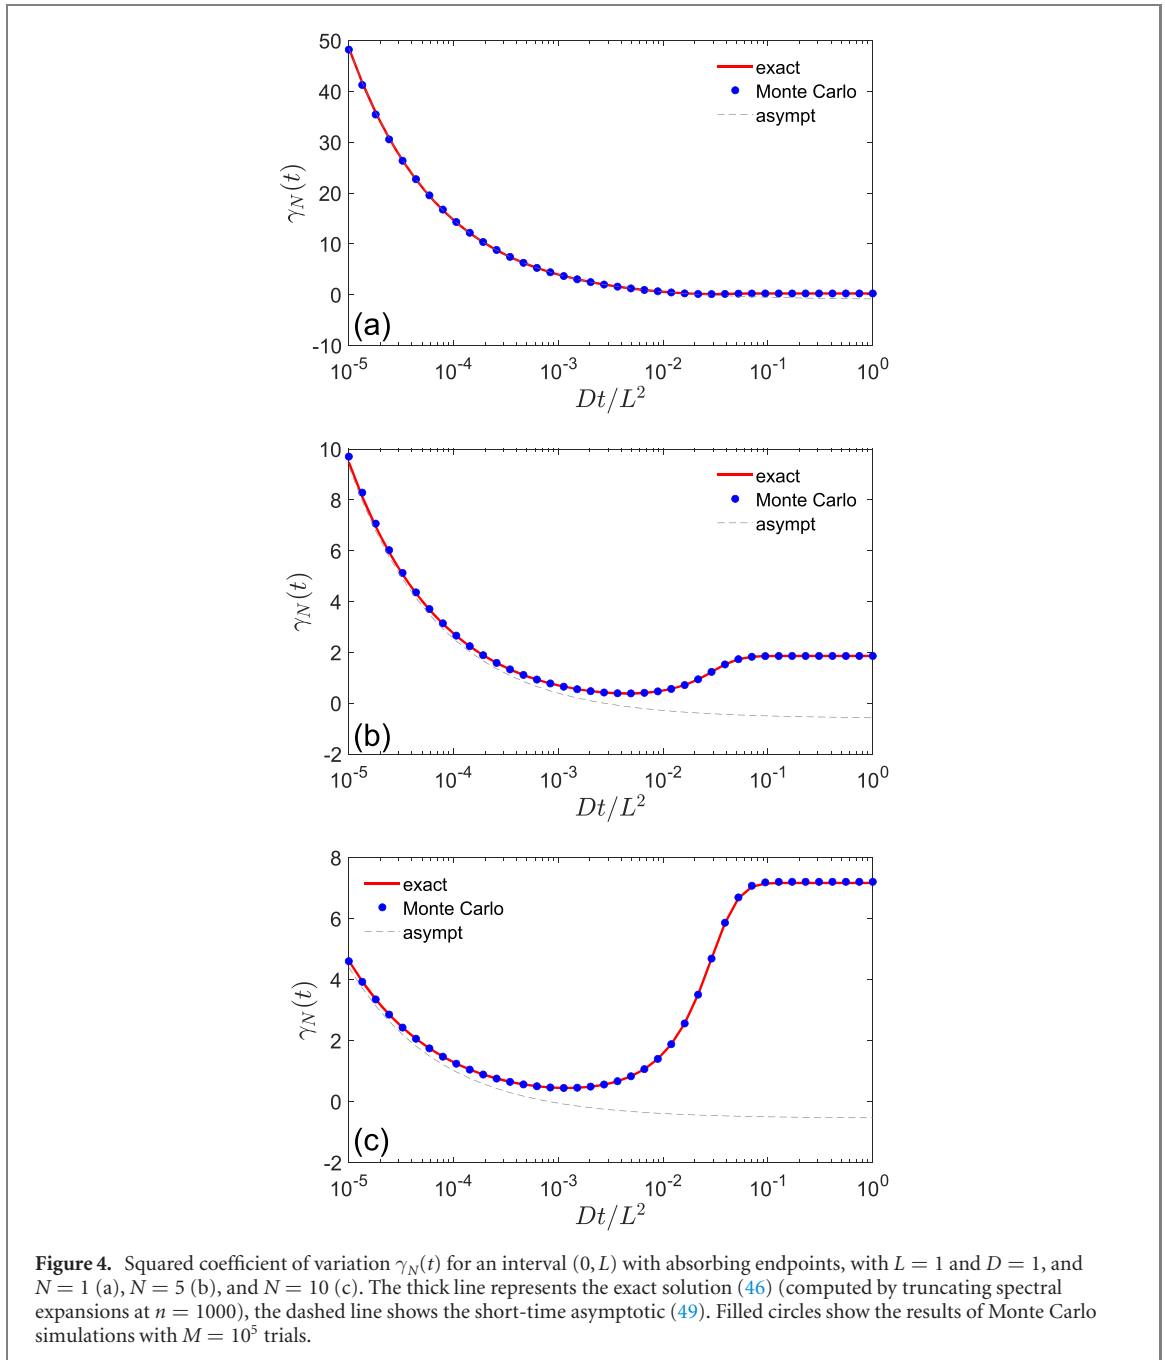 50
40
30
20
10
0
-10
γ_N(t)
exact
Monte Carlo
asympt
(a)
10^-5 10^-4 10^-3 10^-2 10^-1 10^0
Dt/L^2
10
8
6
4
2
0
-2
γ_N(t)
exact
Monte Carlo
asympt
(b)
10^-5 10^-4 10^-3 10^-2 10^-1 10^0
Dt/L^2
8
6
4
2
0
-2
γ_N(t)
exact
Monte Carlo
asympt
(c)
10^-5 10^-4 10^-3 10^-2 10^-1 10^0
Dt/L^2
Figure 4. Squared coefficient of variation γ_N(t) for an interval (0, L) with absorbing endpoints, with L = 1 and D = 1, and
N = 1 (a), N = 5 (b), and N = 10 (c). The thick line represents the exact solution (46) (computed by truncating spectral
expansions at n = 1000), the dashed line shows the short-time asymptotic (49). Filled circles show the results of Monte Carlo
simulations with M = 10^5 trials.